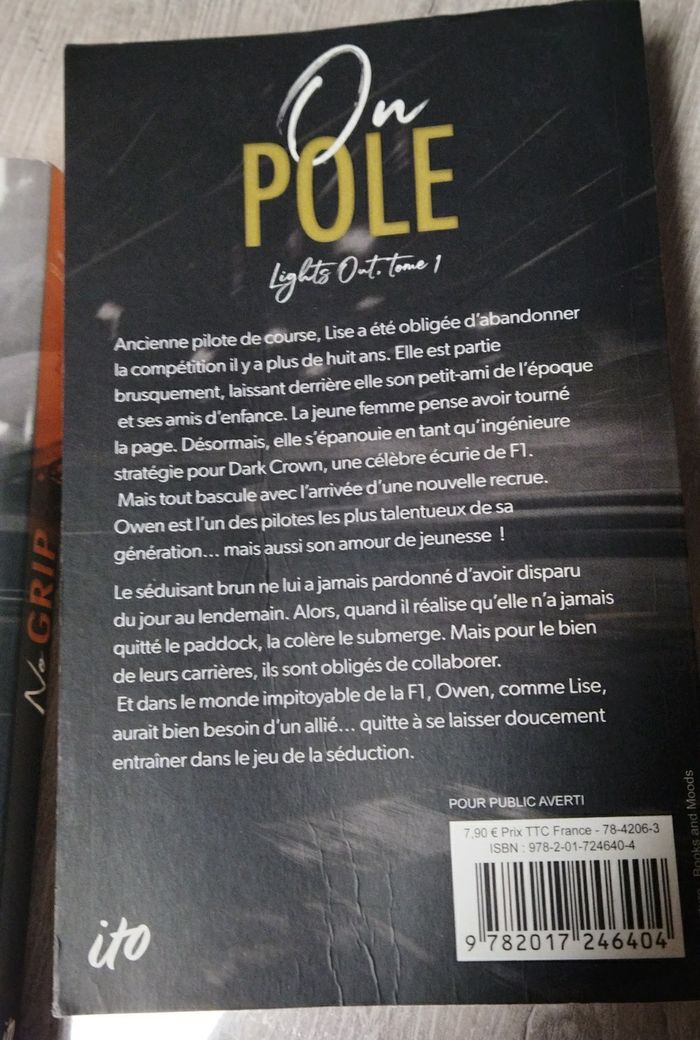 On
POLE
Lights Out, tome 1
Ancienne pilote de course, Lise a été obligée d'abandonner
la compétition il y a plus de huit ans. Elle est partie
brusquement, laissant derrière elle son petit-ami de l'époque
et ses amis d'enfance. La jeune femme pense avoir tourné
la page. Désormais, elle s'épanouie en tant qu'ingénieure
stratégie pour Dark Crown, une célèbre écurie de F1.
Mais tout bascule avec l'arrivée d'une nouvelle recrue.
Owen est l'un des pilotes les plus talentueux de sa
génération... mais aussi son amour de jeunesse !
Le séduisant brun ne lui a jamais pardonné d'avoir disparu
du jour au lendemain. Alors, quand il réalise qu'elle n'a jamais
quitté le paddock, la colère le submerge. Mais pour le bien
de leurs carrières, ils sont obligés de collaborer.
Et dans le monde impitoyable de la F1, Owen, comme Lise,
aurait bien besoin d'un allié... quitte à se laisser doucement
entraîner dans le jeu de la séduction.
POUR PUBLIC AVERTI
7,90 € Prix TTC France - 78-4206-3
ISBN : 978-2-01-724640-4
9 782017 246404
ito
Books and Moods
No GRIP